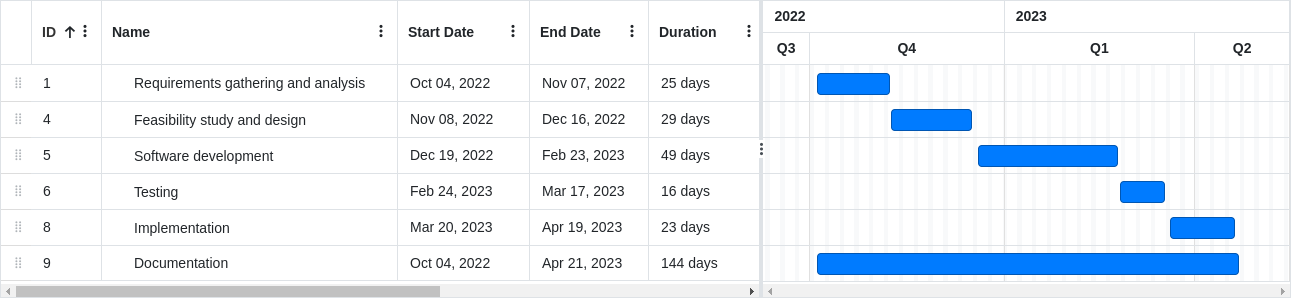 ID Name Start Date End Date Duration
2022 2023
Q3 Q4 Q1 Q2
1 Requirements gathering and analysis Oct 04, 2022 Nov 07, 2022 25 days
4 Feasibility study and design Nov 08, 2022 Dec 16, 2022 29 days
5 Software development Dec 19, 2022 Feb 23, 2023 49 days
6 Testing Feb 24, 2023 Mar 17, 2023 16 days
8 Implementation Mar 20, 2023 Apr 19, 2023 23 days
9 Documentation Oct 04, 2022 Apr 21, 2023 144 days